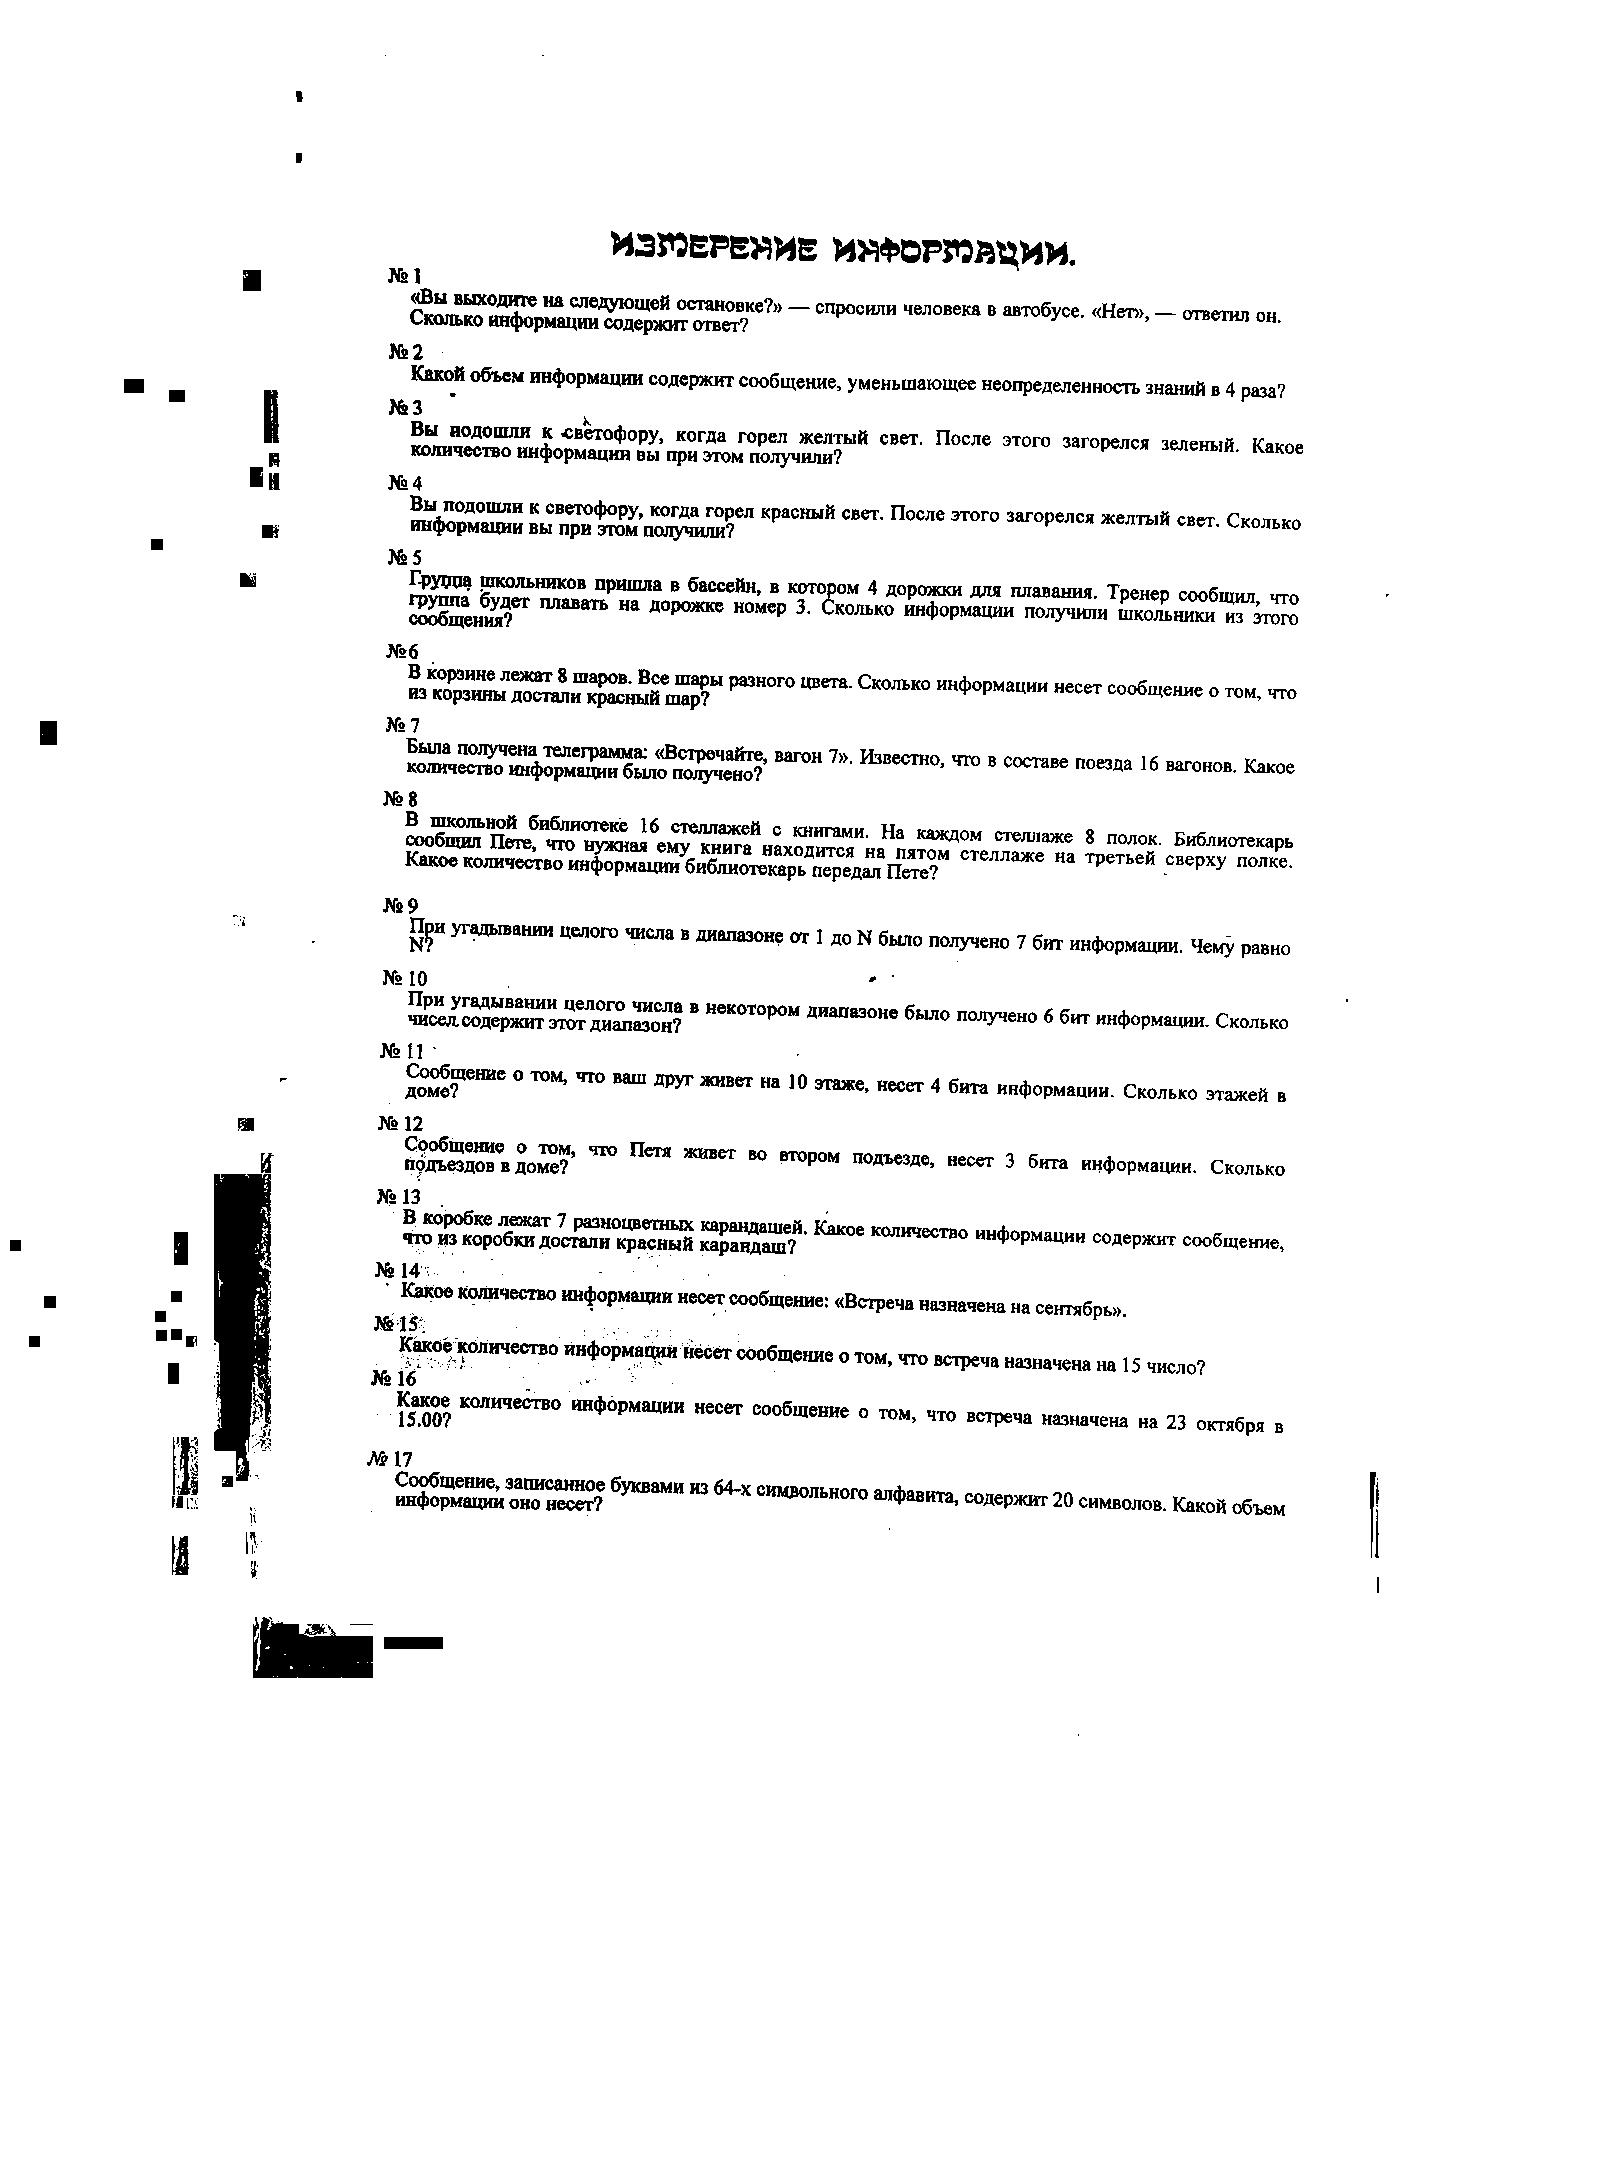 ИЗМЕРЕНИЕ ИНФОРМАЦИИ.
№ 1
«Вы выходите на следующей остановке?» — спросили человека в автобусе. «Нет», — ответил он.
Сколько информации содержит ответ?
№ 2
Какой объем информации содержит сообщение, уменьшающее неопределенность знаний в 4 раза?
№ 3
Вы подошли к светофору, когда горел желтый свет. После этого загорелся зеленый. Какое
количество информации вы при этом получили?
№ 4
Вы подошли к светофору, когда горел красный свет. После этого загорелся желтый свет. Сколько
информации вы при этом получили?
№ 5
Группа школьников пришла в бассейн, в котором 4 дорожки для плавания. Тренер сообщил, что
группа будет плавать на дорожке номер 3. Сколько информации получили школьники из этого
сообщения?
№6
В корзине лежат 8 шаров. Все шары разного цвета. Сколько информации несет сообщение о том, что
из корзины достали красный шар?
№ 7
Была получена телеграмма: «Встречайте, вагон 7». Известно, что в составе поезда 16 вагонов. Какое
количество информации было получено?
№ 8
В школьной библиотеке 16 стеллажей с книгами. На каждом стеллаже 8 полок. Библиотекарь
сообщил Пете, что нужная ему книга находится на пятом стеллаже на третьей сверху полке.
Какое количество информации библиотекарь передал Пете?
№ 9
При угадывании целого числа в диапазоне от 1 до N было получено 7 бит информации. Чему равно
N?
№ 10
При угадывании целого числа в некотором диапазоне было получено 6 бит информации. Сколько
чисел содержит этот диапазон?
№ 11
Сообщение о том, что ваш друг живет на 10 этаже, несет 4 бита информации. Сколько этажей в
доме?
№ 12
Сообщение о том, что Петя живет во втором подъезде, несет 3 бита информации. Сколько
подъездов в доме?
№ 13
В коробке лежат 7 разноцветных карандашей. Какое количество информации содержит сообщение,
что из коробки достали красный карандаш?
№ 14
Какое количество информации несет сообщение: «Встреча назначена на сентябрь».
№ 15
Какое количество информации несет сообщение о том, что встреча назначена на 15 число?
№ 16
Какое количество информации несет сообщение о том, что встреча назначена на 23 октября в
15.00?
№ 17
Сообщение, записанное буквами из 64-х символьного алфавита, содержит 20 символов. Какой объем
информации оно несет?